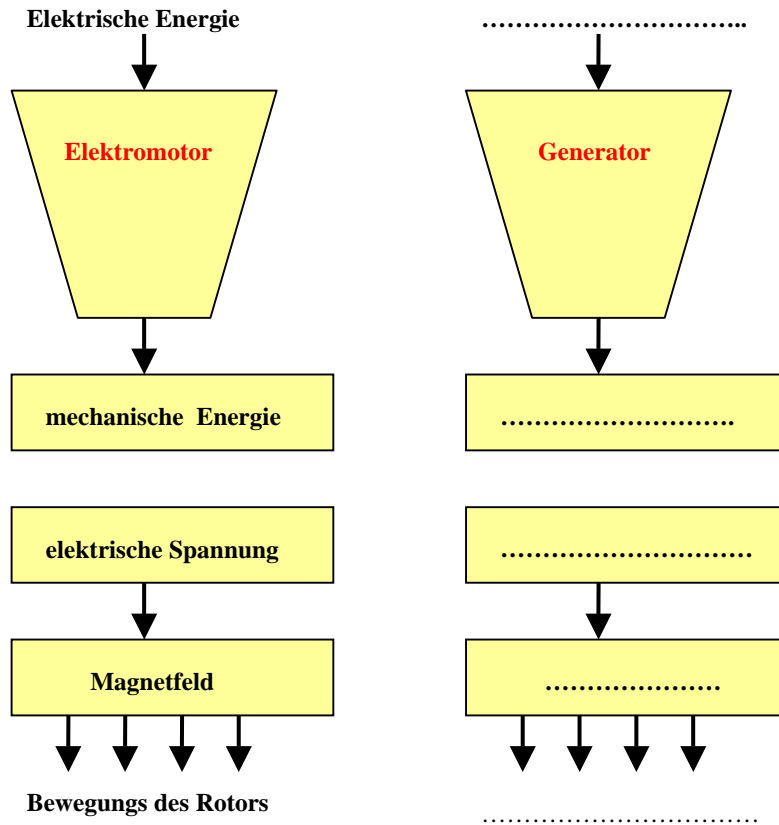 Elektrische Energie
…………………………..
Elektromotor
Generator
mechanische Energie
……………………….
elektrische Spannung
…………………………
Magnetfeld
…………………
Bewegungs des Rotors
……………………………